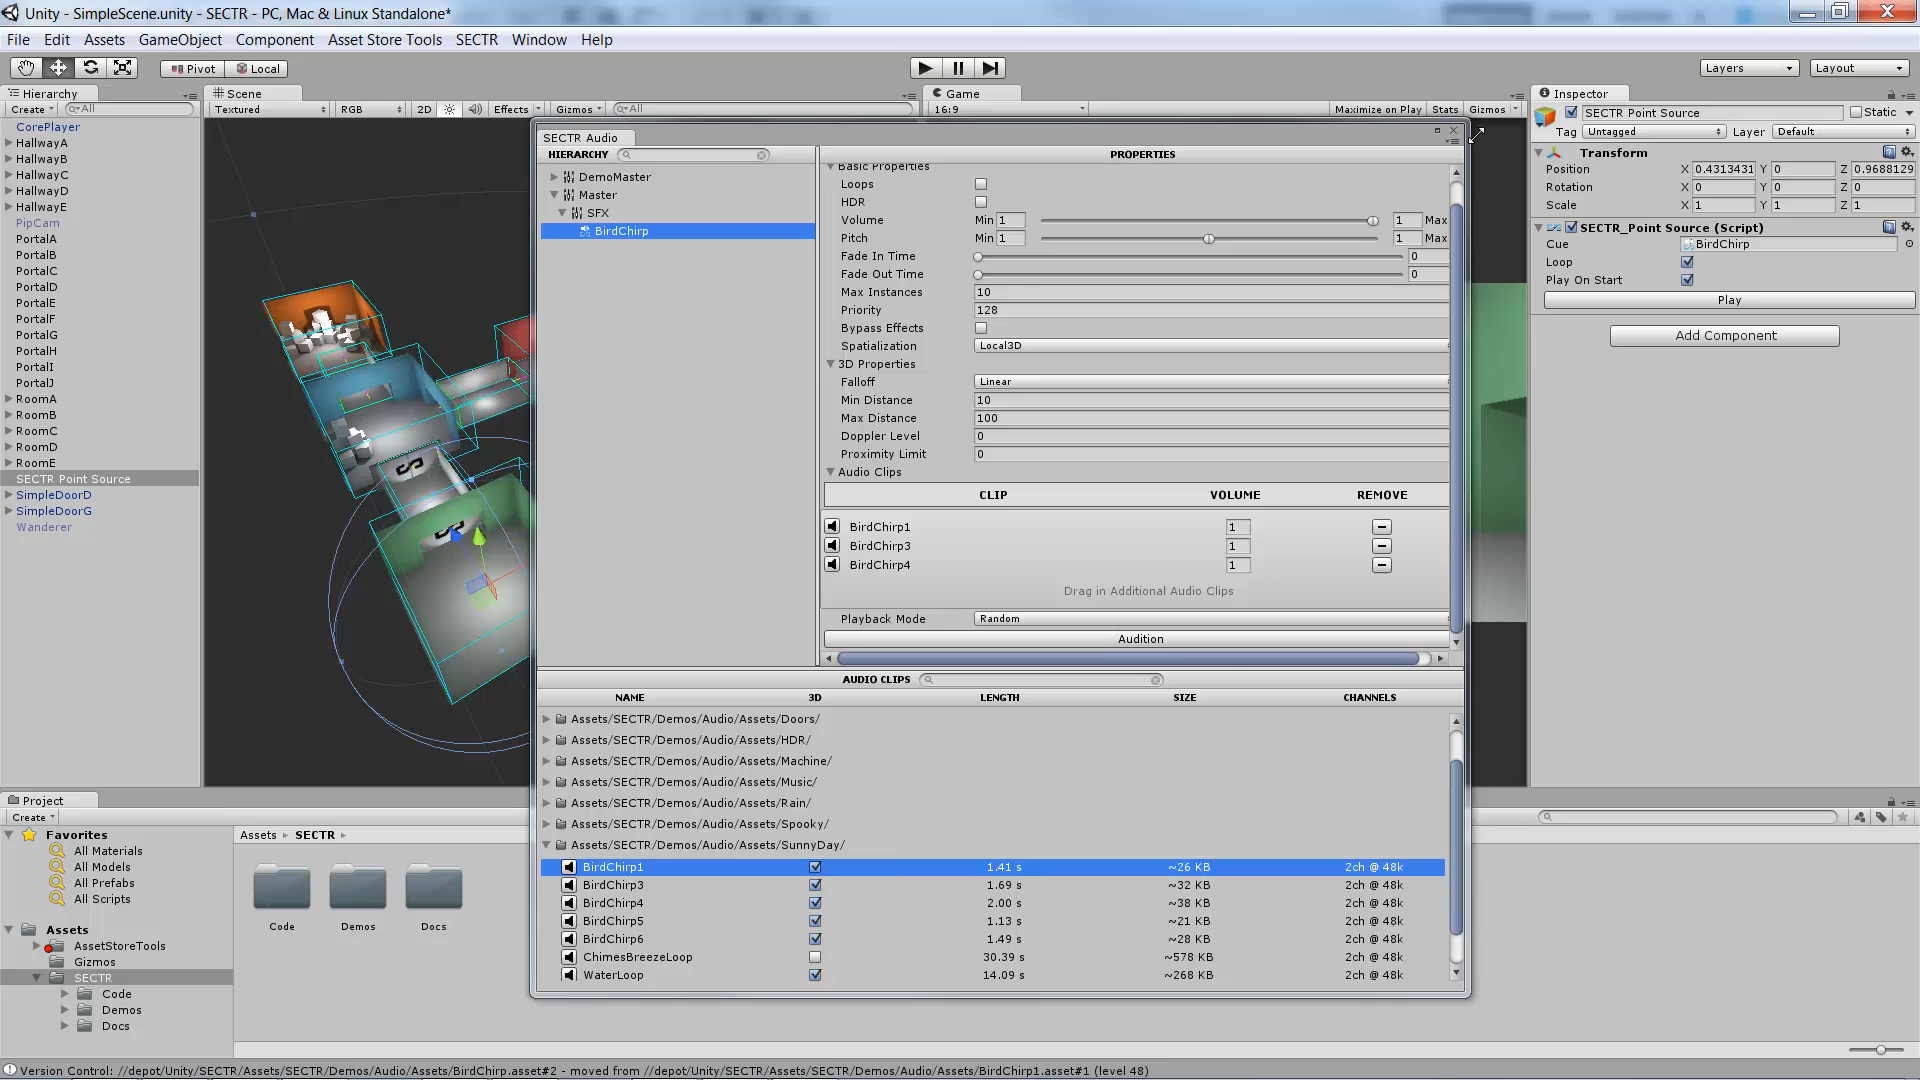 Unity - SimpleScene.unity - SECTR - PC, Mac & Linux Standalone*
File Edit Assets GameObject Component Asset Store Tools SECTR Window Help
Pivot Local Layers Layout
Hierarchy Scene Game Inspector
Create All Textured RGB 2D Effects Gizmos All 16:9 Maximize on Play Stats Gizmos
SECTR Point Source Static
Tag Untagged Layer Default
Transform
Position X 0.4313431 Y 0 Z 0.9688129
Rotation X 0 Y 0 Z 0
Scale X 1 Y 1 Z 1
SECTR_Point Source (Script)
Cue BirdChirp
Loop
Play On Start
Play
Add Component
CorePlayer
HallwayA
HallwayB
HallwayC
HallwayD
HallwayE
PipCam
PortalA
PortalB
PortalC
PortalD
PortalE
PortalF
PortalG
PortalH
PortalI
PortalJ
RoomA
RoomB
RoomC
RoomD
RoomE
SECTR Point Source
SimpleDoorD
SimpleDoorG
Wanderer
SECTR Audio
HIERARCHY PROPERTIES
DemoMaster
Master
SFX
BirdChirp
Basic Properties
Loops
HDR
Volume Min 1 1 Max
Pitch Min 1 1 Max
Fade In Time 0
Fade Out Time 0
Max Instances 10
Priority 128
Bypass Effects
Spatialization Local3D
3D Properties
Falloff Linear
Min Distance 10
Max Distance 100
Doppler Level 0
Proximity Limit 0
Audio Clips
CLIP VOLUME REMOVE
BirdChirp1 1
BirdChirp3 1
BirdChirp4 1
Drag in Additional Audio Clips
Playback Mode Random
Audition
AUDIO CLIPS
NAME 3D LENGTH SIZE CHANNELS
Assets/SECTR/Demos/Audio/Assets/Doors/
Assets/SECTR/Demos/Audio/Assets/HDR/
Assets/SECTR/Demos/Audio/Assets/Machine/
Assets/SECTR/Demos/Audio/Assets/Music/
Assets/SECTR/Demos/Audio/Assets/Rain/
Assets/SECTR/Demos/Audio/Assets/Spooky/
Assets/SECTR/Demos/Audio/Assets/SunnyDay/
BirdChirp1 1.41 s ~26 KB 2ch @ 48k
BirdChirp3 1.69 s ~32 KB 2ch @ 48k
BirdChirp4 2.00 s ~38 KB 2ch @ 48k
BirdChirp5 1.13 s ~21 KB 2ch @ 48k
BirdChirp6 1.49 s ~28 KB 2ch @ 48k
ChimesBreezeLoop 30.39 s ~578 KB 2ch @ 48k
WaterLoop 14.09 s ~268 KB 2ch @ 48k
Project
Create
Favorites
All Materials
All Models
All Prefabs
All Scripts
Assets
AssetStoreTools
Gizmos
SECTR
Code
Demos
Docs
Assets SECTR
Code Demos Docs
Version Control: //depot/Unity/SECTR/Assets/SECTR/Demos/Audio/Assets/BirdChirp.asset#2 - moved from //depot/Unity/SECTR/Assets/SECTR/Demos/Audio/Assets/BirdChirp1.asset#1 (level 48)